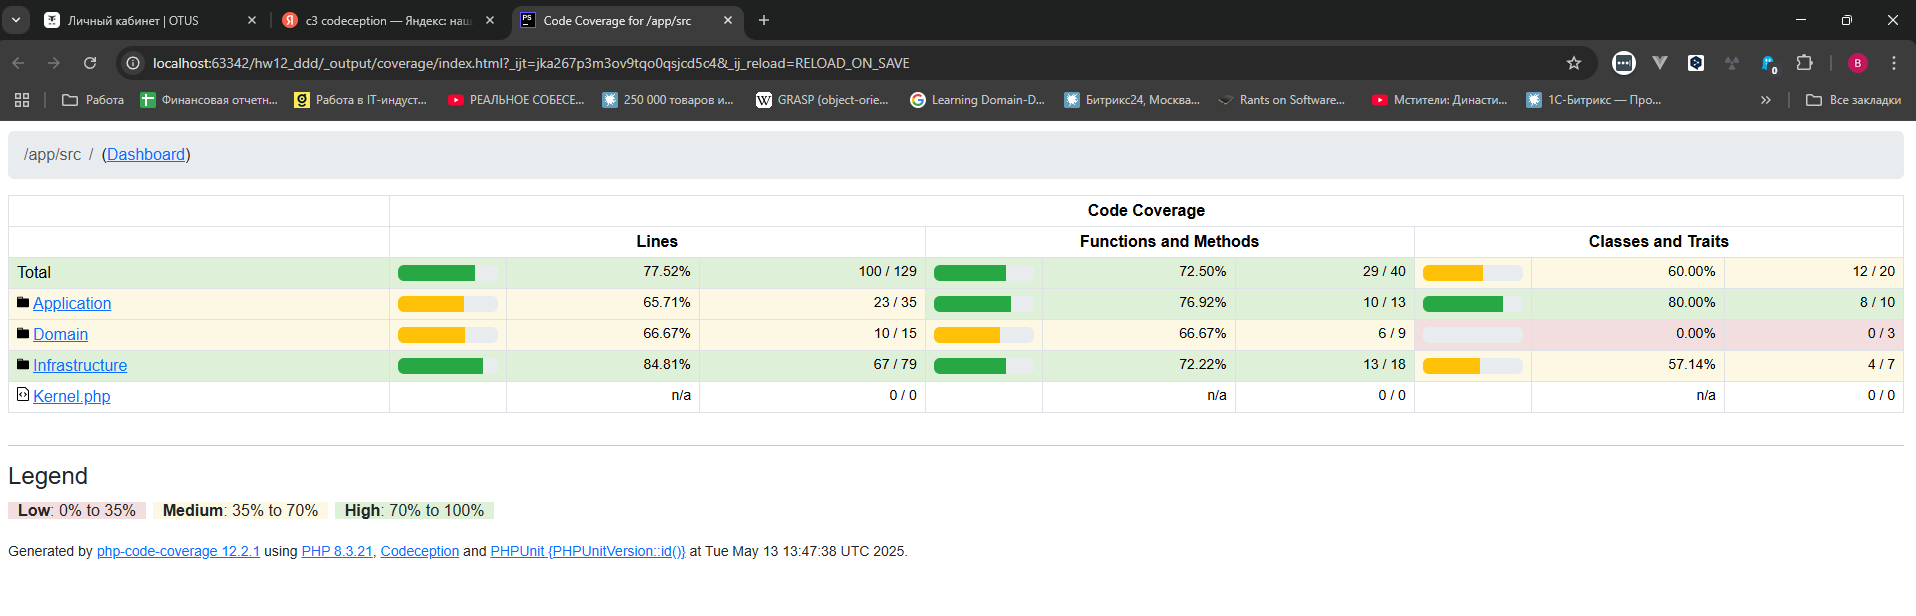 Личный кабинет | OTUS
c3 codeception — Яндекс: наш
Code Coverage for /app/src
localhost:63342/hw12_ddd/_output/coverage/index.html?_ijt=jka267p3m3ov9tqo0qsjcd5c4&_ij_reload=RELOAD_ON_SAVE
0
B
Работа
Финансовая отчетн...
Работа в IT-индуст...
РЕАЛЬНОЕ СОБЕСЕ...
250 000 товаров и...
GRASP (object-orie...
Learning Domain-D...
Битрикс24, Москва...
Rants on Software...
Мстители: Династи...
1С-Битрикс — Про...
Все закладки
/app/src / (Dashboard)
Code Coverage
Lines Functions and Methods Classes and Traits
Total 77.52% 100 / 129 72.50% 29 / 40 60.00% 12 / 20
Application 65.71% 23 / 35 76.92% 10 / 13 80.00% 8 / 10
Domain 66.67% 10 / 15 66.67% 6 / 9 0.00% 0 / 3
Infrastructure 84.81% 67 / 79 72.22% 13 / 18 57.14% 4 / 7
Kernel.php n/a 0 / 0 n/a 0 / 0 n/a 0 / 0
Legend
Low: 0% to 35% Medium: 35% to 70% High: 70% to 100%
Generated by php-code-coverage 12.2.1 using PHP 8.3.21, Codeception and PHPUnit {PHPUnitVersion::id()} at Tue May 13 13:47:38 UTC 2025.